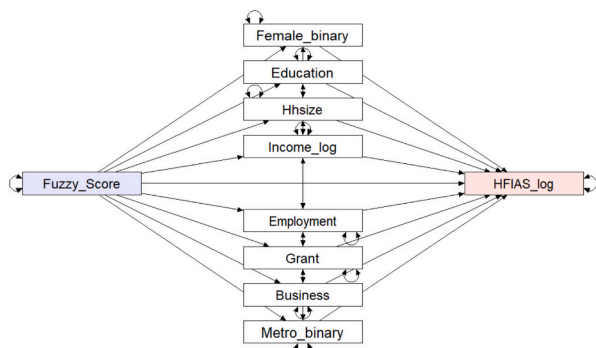 Female_binary
Education
Hhsize
Income_log
Fuzzy_Score
HFIAS_log
Employment
Grant
Business
Metro_binary